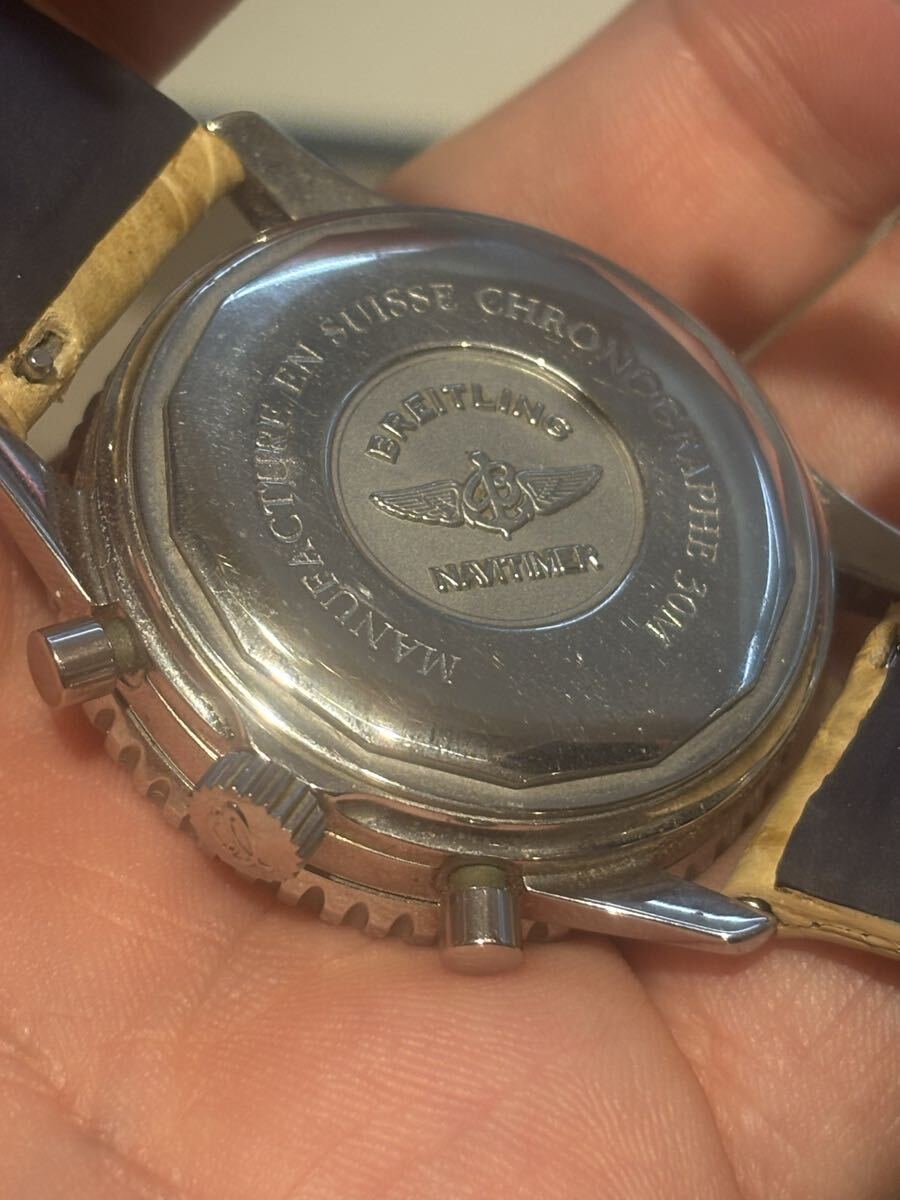 MANUFACTURE EN SUISSE CHRONOGRAPHE 30M
BREITLING
NAVITIMER